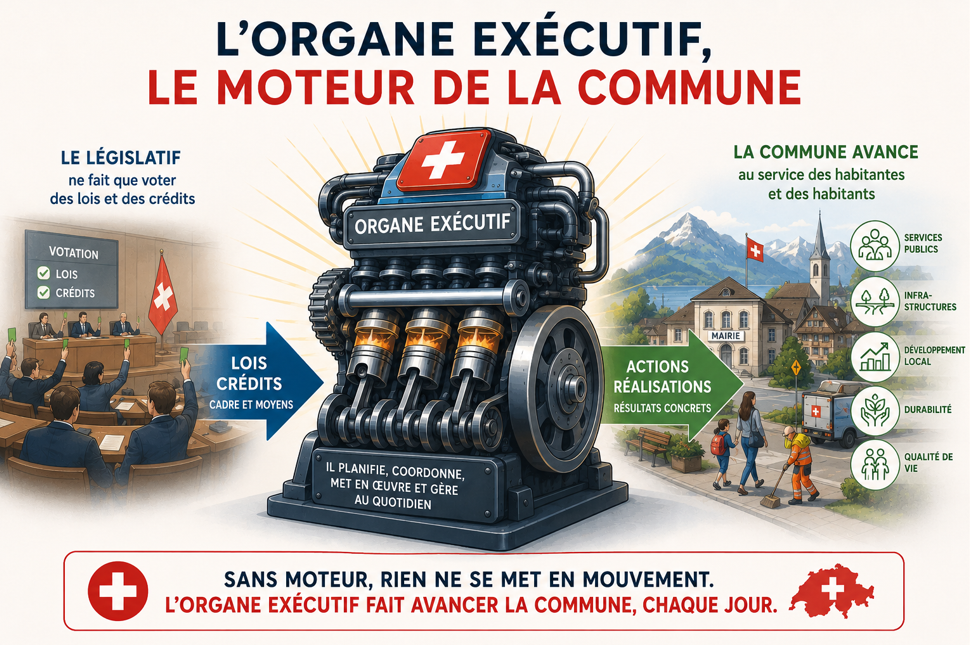 L'ORGANE EXÉCUTIF,
LE MOTEUR DE LA COMMUNE
LE LÉGISLATIF
ne fait que voter
des lois et des crédits
VOTATION
LOIS
CRÉDITS
LOIS
CRÉDITS
CADRE ET MOYENS
ORGANE EXÉCUTIF
IL PLANIFIE, COORDONNE,
MET EN ŒUVRE ET GÈRE
AU QUOTIDIEN
ACTIONS
RÉALISATIONS
RÉSULTATS CONCRETS
LA COMMUNE AVANCE
au service des habitantes
et des habitants
MAIRIE
SERVICES
PUBLICS
INFRA-
STRUCTURES
DÉVELOPPEMENT
LOCAL
DURABILITÉ
QUALITÉ DE
VIE
SANS MOTEUR, RIEN NE SE MET EN MOUVEMENT.
L'ORGANE EXÉCUTIF FAIT AVANCER LA COMMUNE, CHAQUE JOUR.